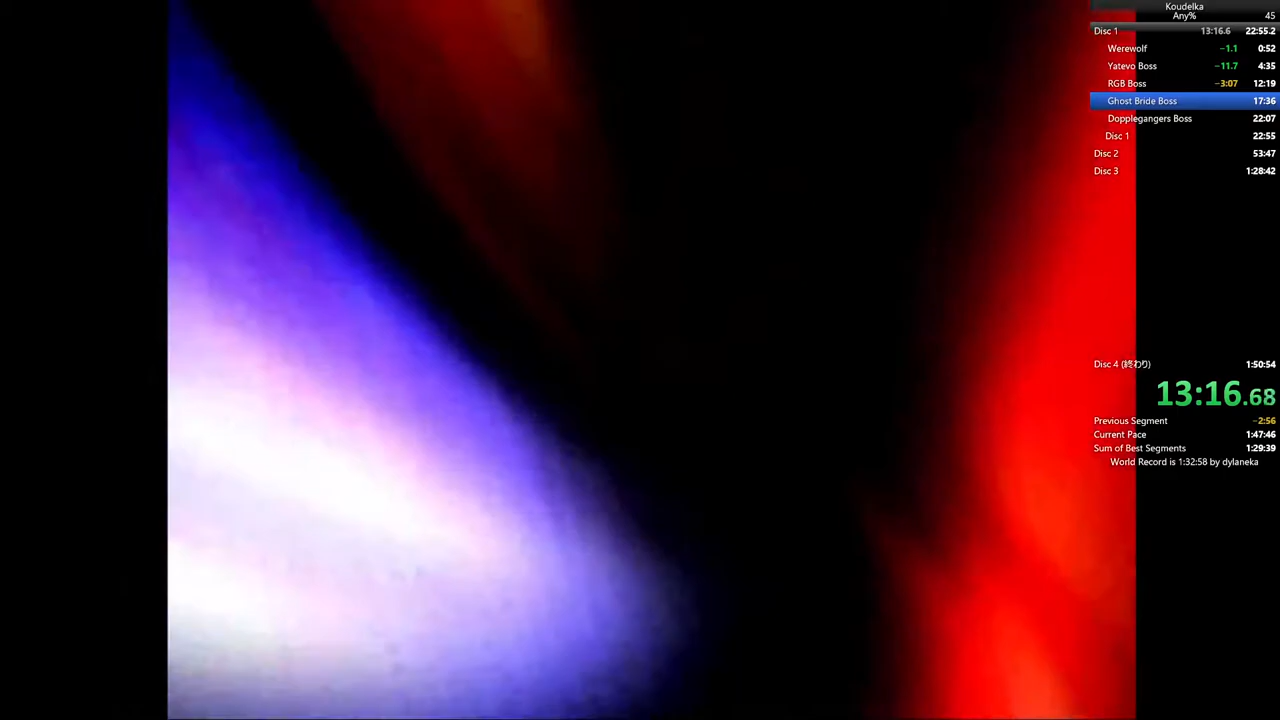 Koudelka
Any% 45
Disc 1 13:16.6 22:55.2
Werewolf −1.1 0:52
Yatevo Boss −11.7 4:35
RGB Boss −3:07 12:19
Ghost Bride Boss 17:36
Dopplegangers Boss 22:07
Disc 1 22:55
Disc 2 53:47
Disc 3 1:28:42
Disc 4 (終わり) 1:50:54
13:16.68
Previous Segment −2:56
Current Pace 1:47:46
Sum of Best Segments 1:29:39
World Record is 1:32:58 by dylaneka